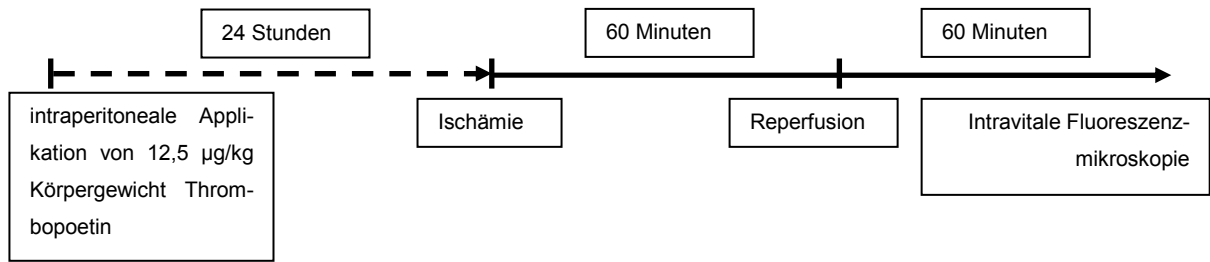 24 Stunden
60 Minuten
60 Minuten
intraperitoneale Appli-
kation von 12,5 µg/kg
Körpergewicht Throm-
bopoetin
Ischämie
Reperfusion
Intravitale Fluoreszenz-
mikroskopie